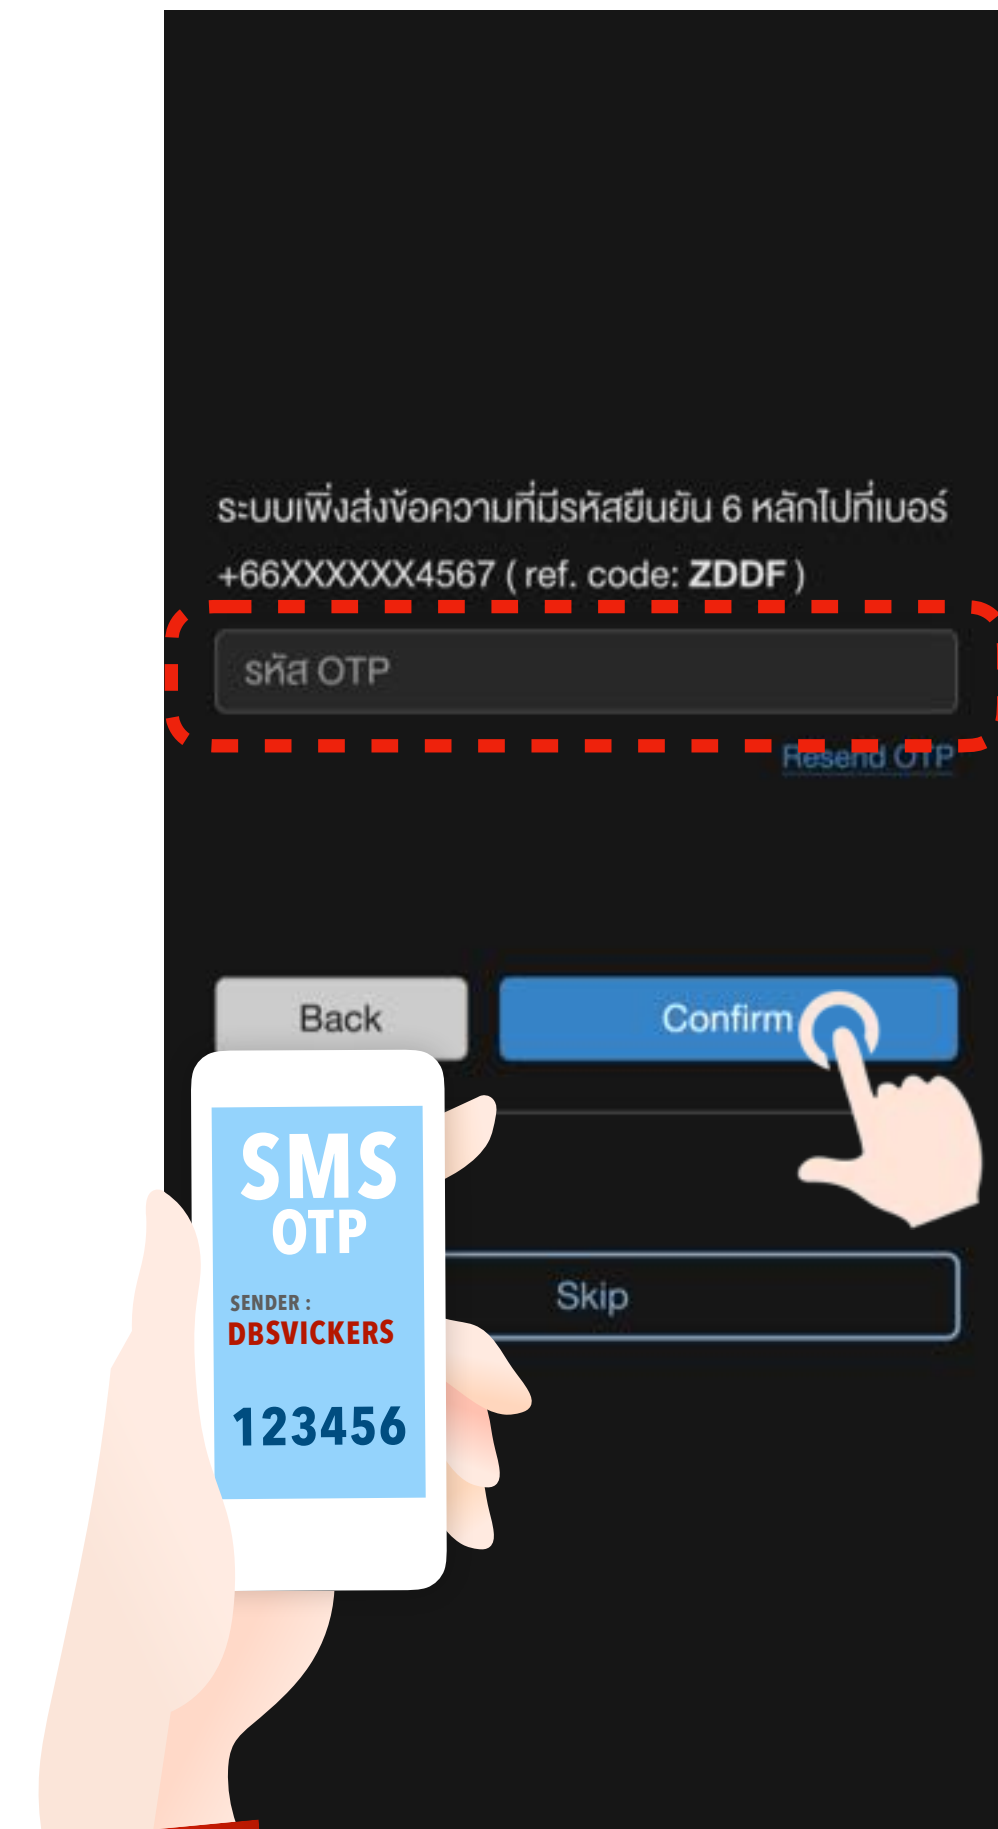 ระบบเพิ่งส่งข้อความที่มีรหัสยืนยัน 6 หลักไปที่เบอร์
+66XXXXXX4567 ( ref. code: ZDDF )
รหัส OTP
Resend OTP
Back
Confirm
Skip
SMS
OTP
SENDER :
DBSVICKERS
123456